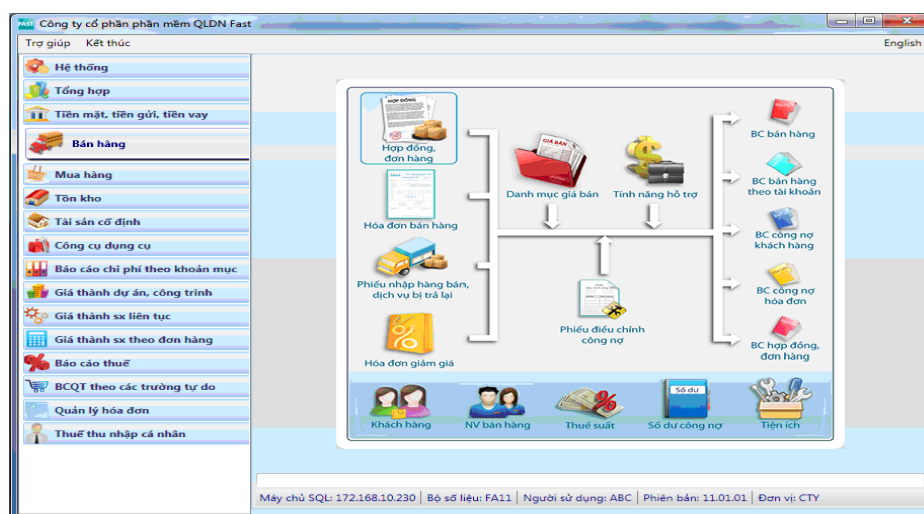 FAST Công ty cổ phần phần mềm QLDN Fast
Trợ giúp Kết thúc English
Hệ thống
Tổng hợp
Tiền mặt, tiền gửi, tiền vay
Bán hàng
Mua hàng
Tồn kho
Tài sản cố định
Công cụ dụng cụ
Báo cáo chi phí theo khoản mục
Giá thành dự án, công trình
Giá thành sx liên tục
Giá thành sx theo đơn hàng
Báo cáo thuế
BCQT theo các trường tự do
Quản lý hóa đơn
Thuế thu nhập cá nhân
HỢP ĐỒNG
Hợp đồng,
đơn hàng
Hóa đơn bán hàng
Phiếu nhập hàng bán,
dịch vụ bị trả lại
Hóa đơn giảm giá
GIÁ BÁN
Danh mục giá bán
Tính năng hỗ trợ
Phiếu điều chỉnh
công nợ
BC bán hàng
BC bán hàng
theo tài khoản
BC công nợ
khách hàng
BC công nợ
hóa đơn
BC hợp đồng,
đơn hàng
Khách hàng
NV bán hàng
Thuế suất
Số dư
Số dư công nợ
Tiện ích
Máy chủ SQL: 172.168.10.230 Bộ số liệu: FA11 Người sử dụng: ABC Phiên bản: 11.01.01 Đơn vị: CTY